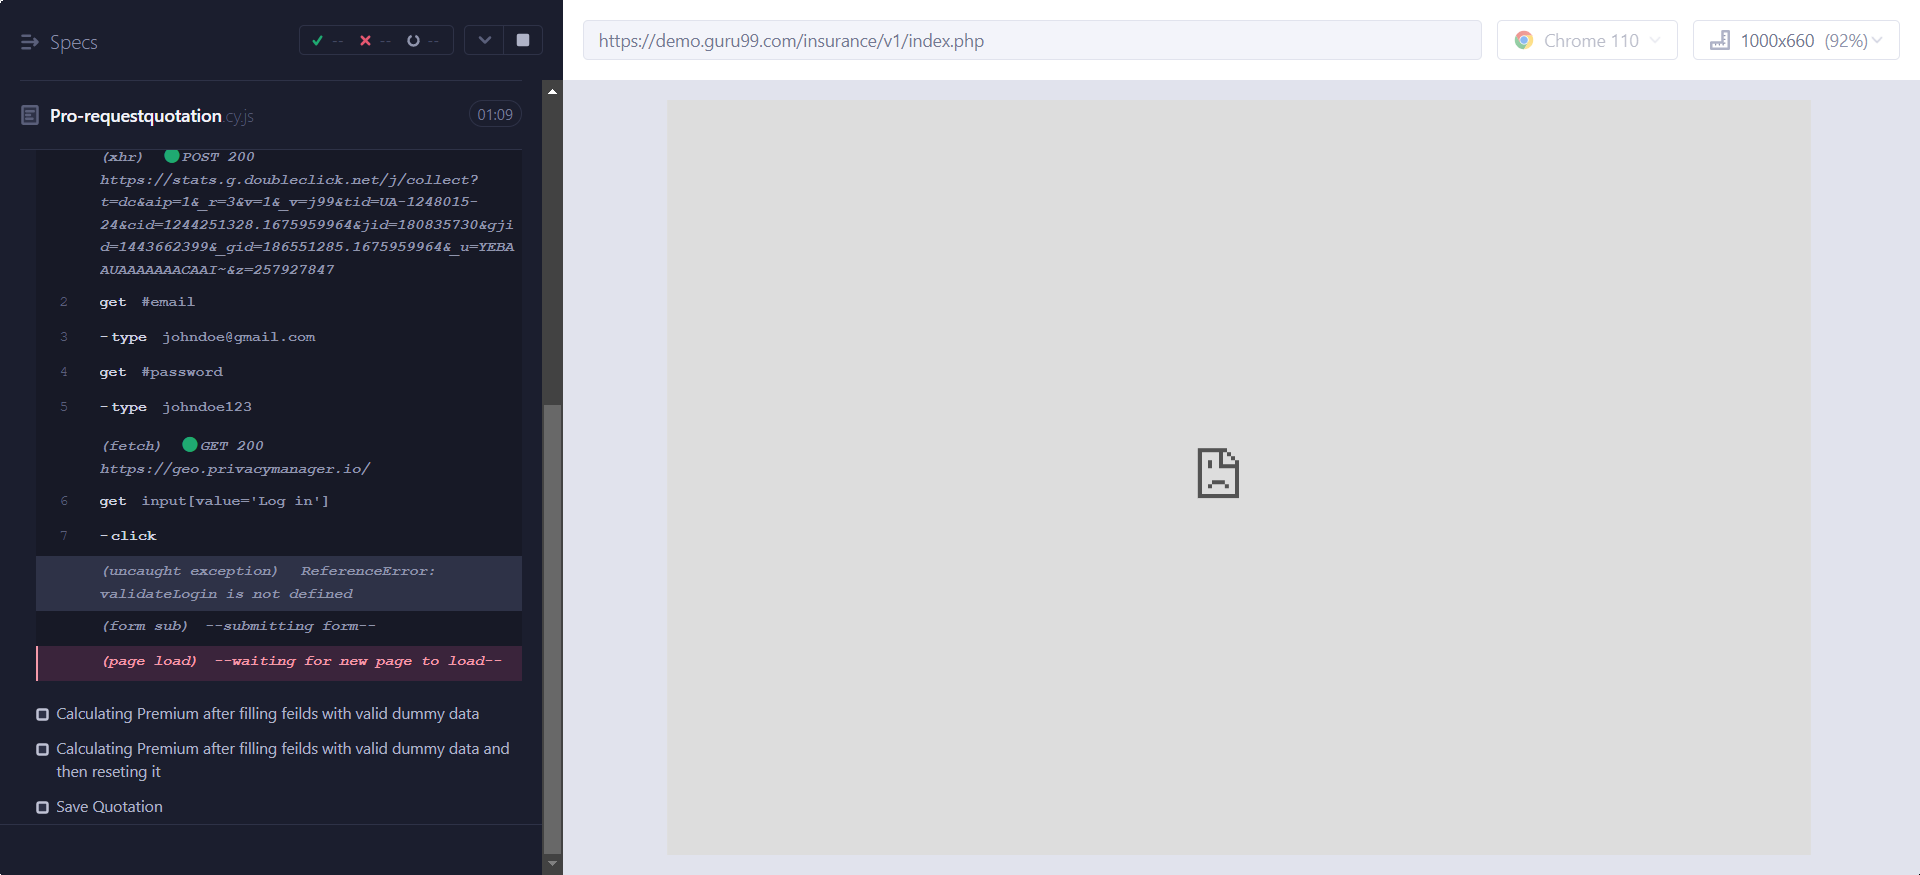 Specs
--
--
--
https://demo.guru99.com/insurance/v1/index.php
Chrome 110
1000x660 (92%)
Pro-requestquotation.cy.js
01:09
(xhr) POST 200
https://stats.g.doubleclick.net/j/collect?
t=dc&aip=1&_r=3&v=1&_v=j99&tid=UA-1248015-
24&cid=1244251328.1675959964&jid=180835730&gji
d=1443662399&_gid=186551285.1675959964&_u=YEBA
AUAAAAAAACAAI~&z=257927847
2 get #email
3 -type johndoe@gmail.com
4 get #password
5 -type johndoe123
(fetch) GET 200
https://geo.privacymanager.io/
6 get input[value='Log in']
7 -click
(uncaught exception) ReferenceError:
validateLogin is not defined
(form sub) --submitting form--
(page load) --waiting for new page to load--
Calculating Premium after filling feilds with valid dummy data
Calculating Premium after filling feilds with valid dummy data and
then reseting it
Save Quotation